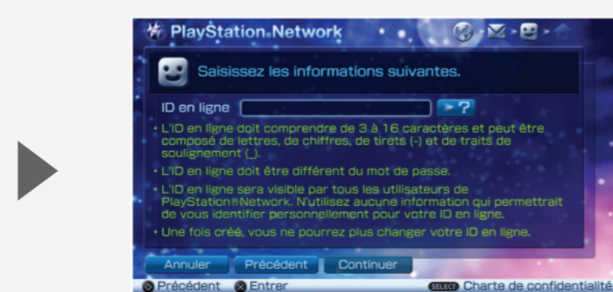 PlayStation®Network
Saisissez les informations suivantes.
ID en ligne
?
• L'ID en ligne doit comprendre de 3 à 16 caractères et peut être
composé de lettres, de chiffres, de tirets (-) et de traits de
soulignement (_).
• L'ID en ligne doit être différent du mot de passe.
• L'ID en ligne sera visible par tous les utilisateurs de
PlayStation®Network. N'utilisez aucune information qui permettrait
de vous identifier personnellement pour votre ID en ligne.
• Une fois créé, vous ne pourrez plus changer votre ID en ligne.
Annuler Précédent Continuer
Précédent Entrer SELECT Charte de confidentialité